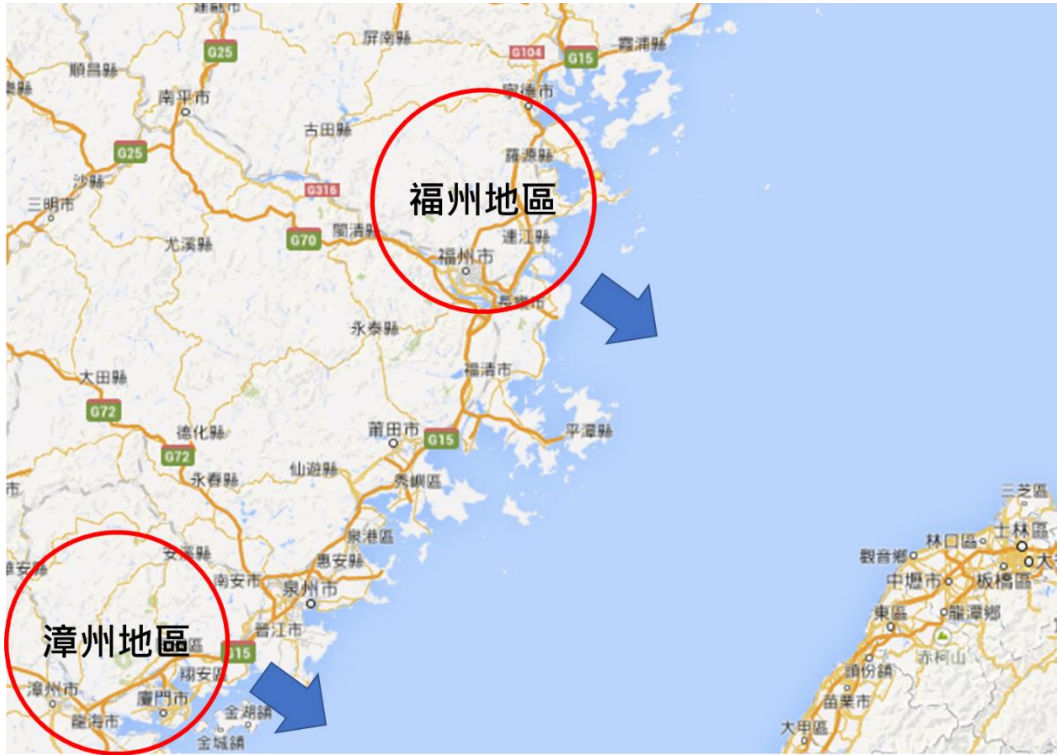 屏南縣
霞浦縣
G104
G15
G25
順昌縣
南平市
寧德市
古田縣
羅源縣
G25
沙縣
G316
福州地區
三明市
閩清縣
G70
尤溪縣
連江縣
福州市
長樂市
永泰縣
福清市
大田縣
G72
平潭縣
莆田市
G15
德化縣
G72
仙遊縣
永春縣
秀嶼區
三芝區
泉港區
士林區
林口區
安溪縣
惠安縣
觀音鄉
南安市
中壢市
板橋區
泉州市
東區
龍潭鄉
晉江市
漳州地區
G15
赤柯山
頭份鎮
翔安區
漳州市
廈門市
苗栗市
龍海市
金湖鎮
大甲區
金城鎮